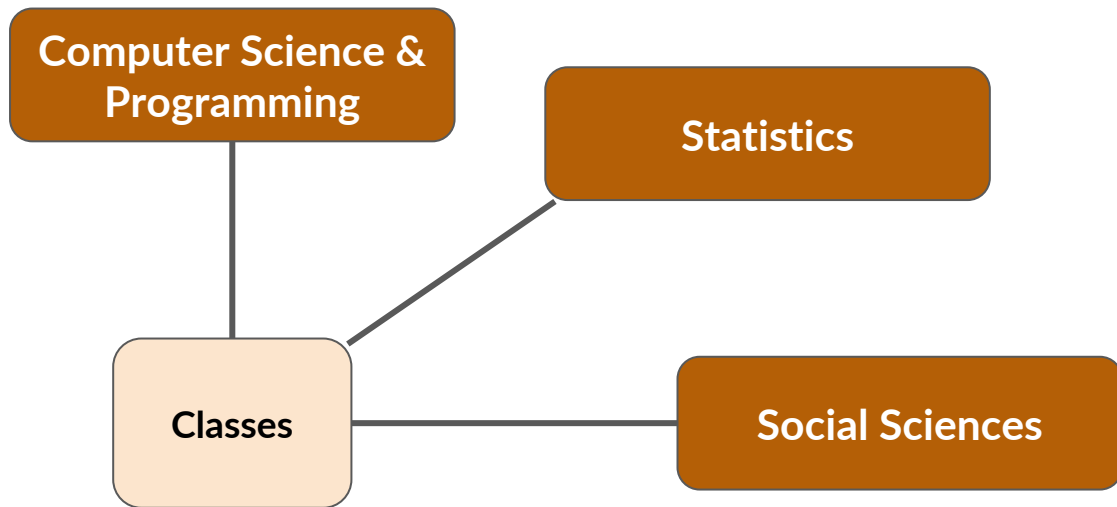 Computer Science &
Programming
Statistics
Classes
Social Sciences